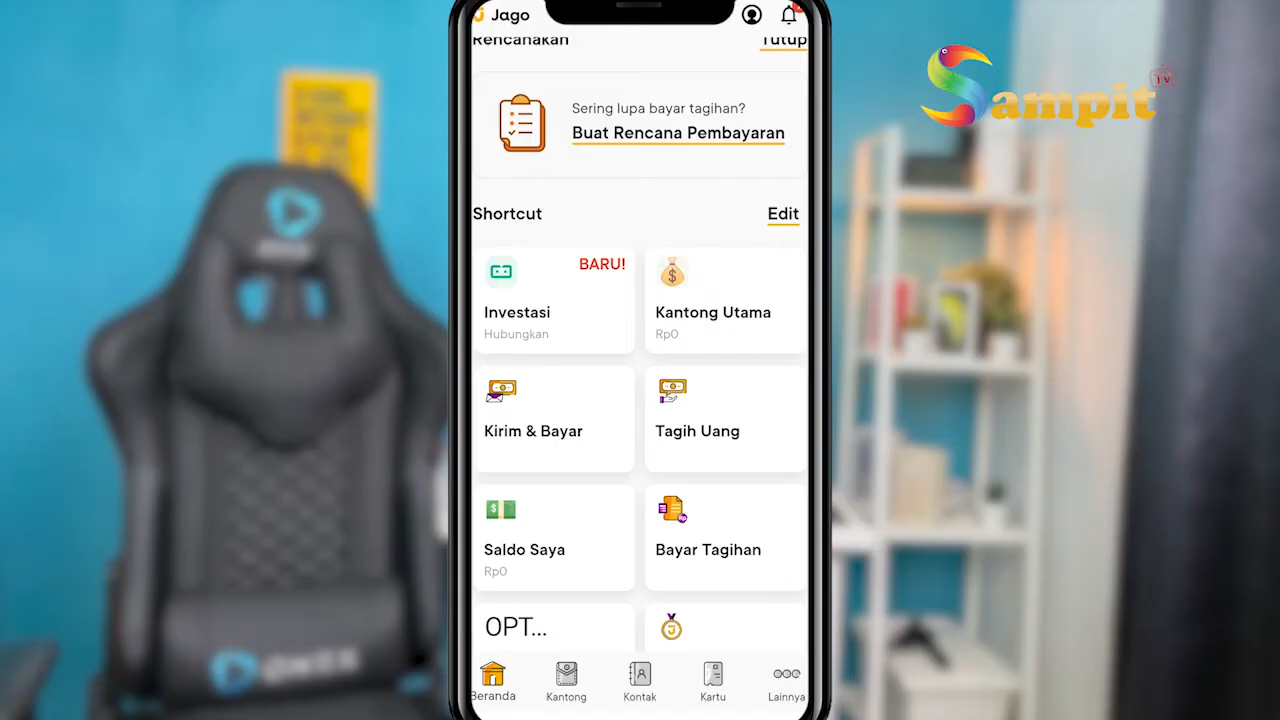 Jago
Rencanakan
Tutup
Sering lupa bayar tagihan?
Buat Rencana Pembayaran
Shortcut
Edit
BARU!
Investasi
Hubungkan
Kantong Utama
Rp0
Kirim & Bayar
Tagih Uang
Saldo Saya
Rp0
Bayar Tagihan
OPT...
Beranda
Kantong
Kontak
Kartu
Lainnya
Sampit TV